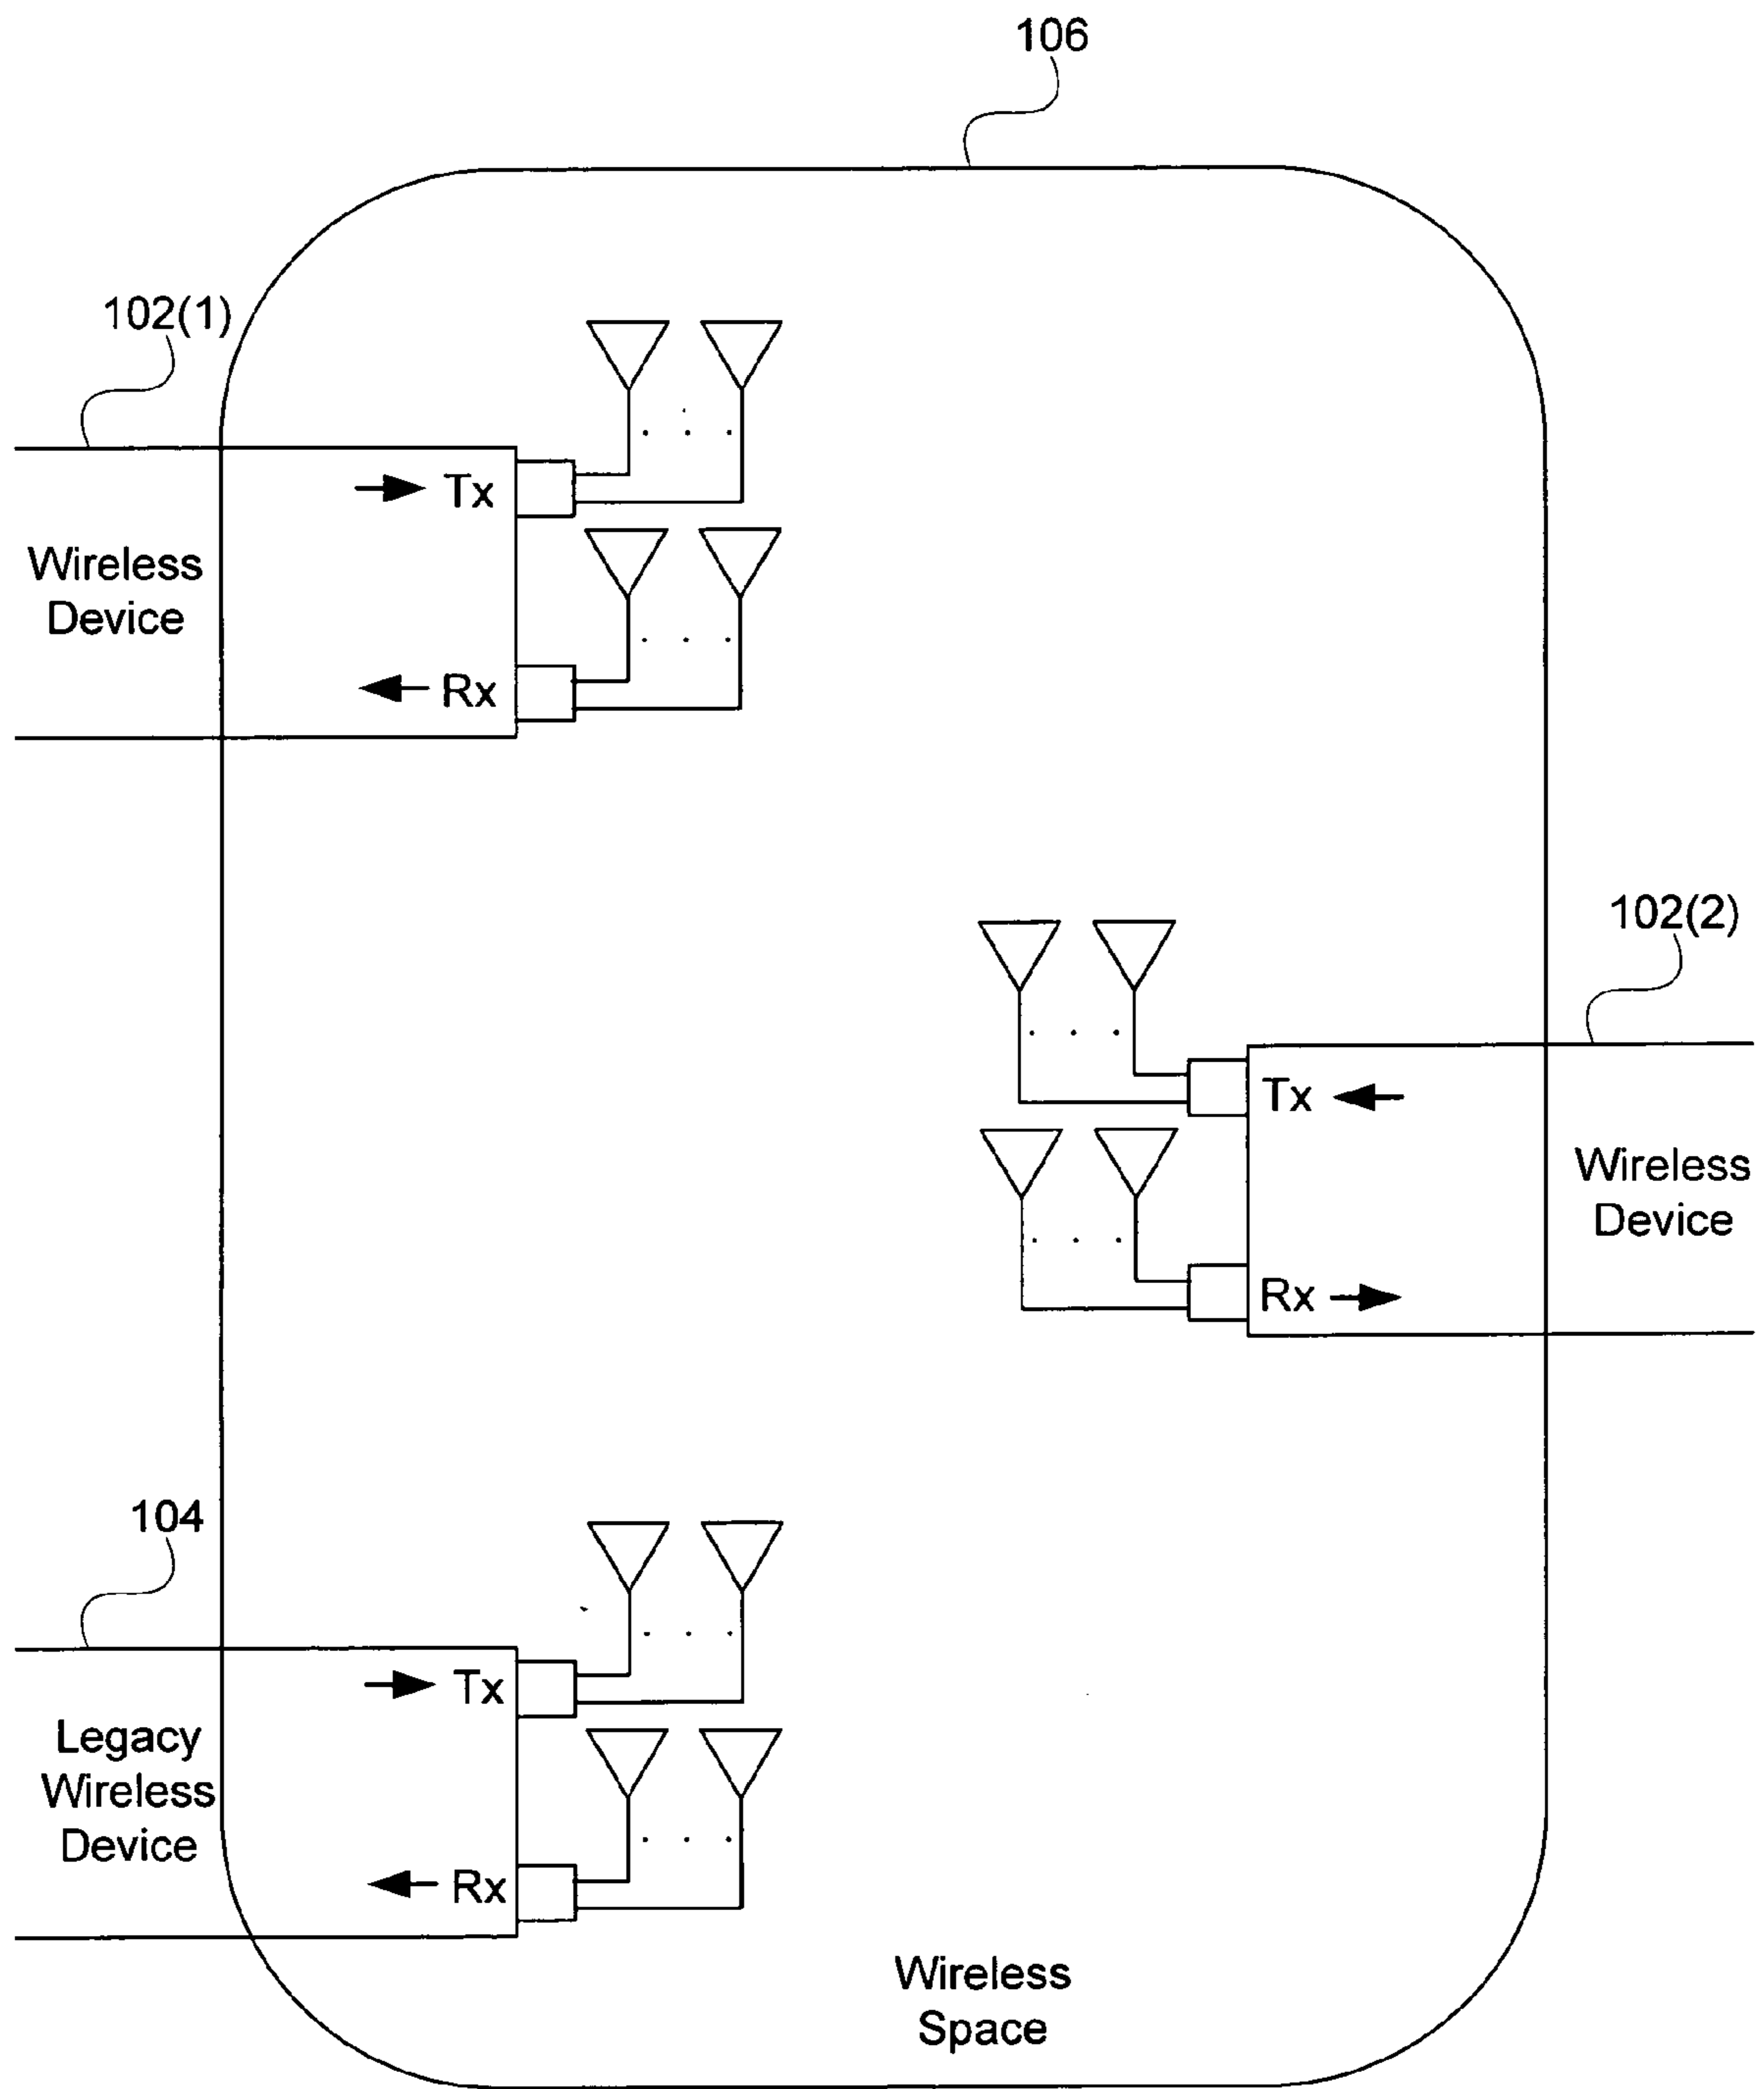 106
102(1)
Tx
Wireless
Device
Rx
102(2)
Tx
Wireless
Device
Rx
104
Tx
Legacy
Wireless
Device
Rx
Wireless
Space